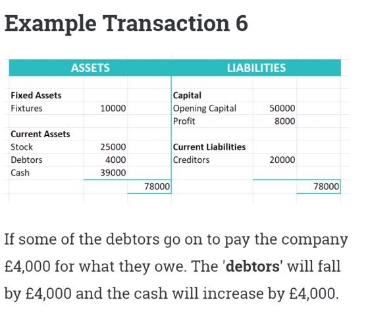 Example Transaction 6
ASSETS LIABILITIES
Fixed Assets Capital
Fixtures 10000 Opening Capital 50000
Profit 8000
Current Assets
Stock 25000 Current Liabilities
Debtors 4000 Creditors 20000
Cash 39000
78000 78000
If some of the debtors go on to pay the company
£4,000 for what they owe. The 'debtors' will fall
by £4,000 and the cash will increase by £4,000.